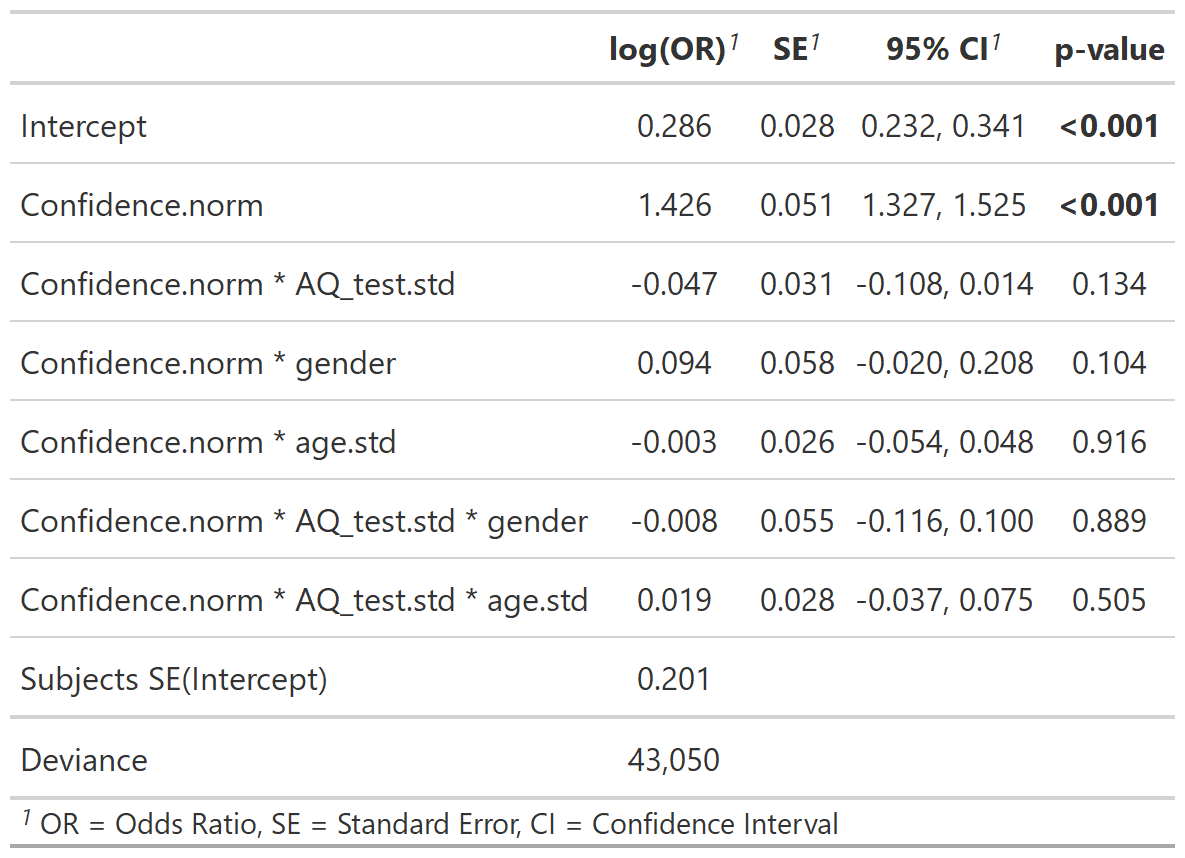 log(OR)1 SE1 95% CI1 p-value
Intercept 0.286 0.028 0.232, 0.341 <0.001
Confidence.norm 1.426 0.051 1.327, 1.525 <0.001
Confidence.norm * AQ_test.std -0.047 0.031 -0.108, 0.014 0.134
Confidence.norm * gender 0.094 0.058 -0.020, 0.208 0.104
Confidence.norm * age.std -0.003 0.026 -0.054, 0.048 0.916
Confidence.norm * AQ_test.std * gender -0.008 0.055 -0.116, 0.100 0.889
Confidence.norm * AQ_test.std * age.std 0.019 0.028 -0.037, 0.075 0.505
Subjects SE(Intercept) 0.201
Deviance 43,050
1 OR = Odds Ratio, SE = Standard Error, CI = Confidence Interval